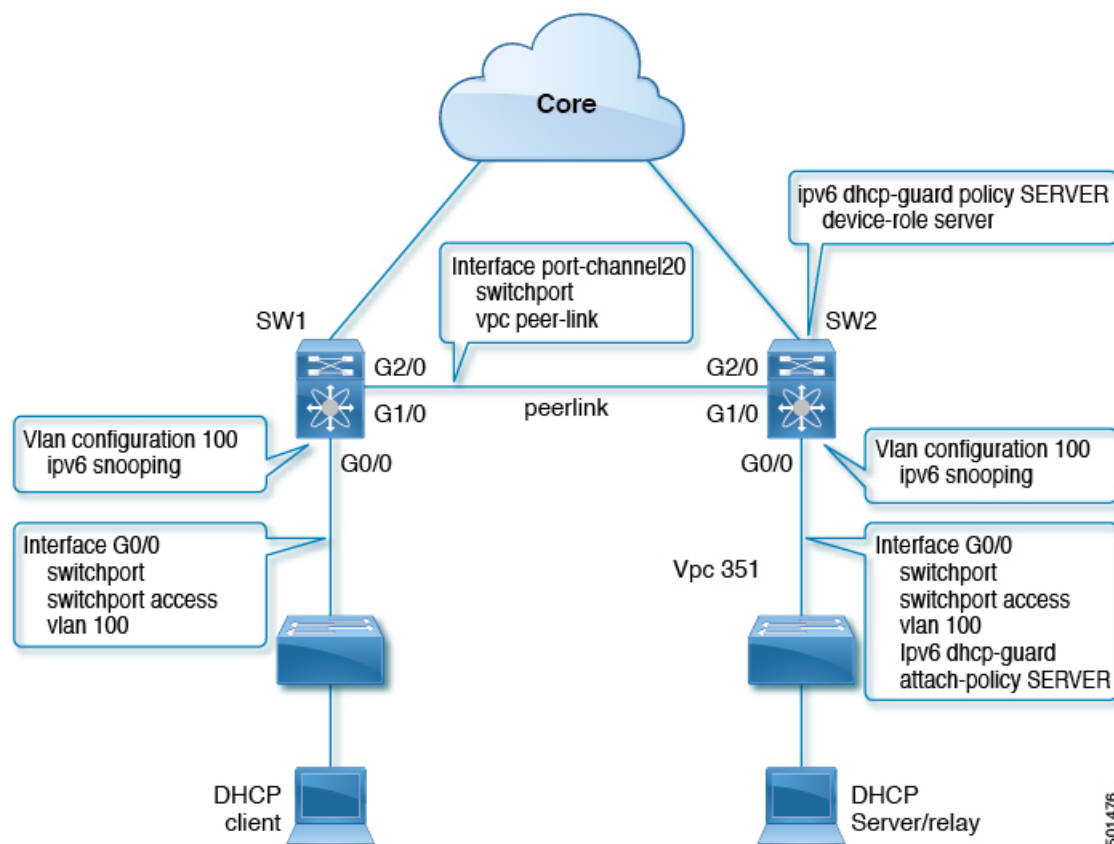 Core
ipv6 dhcp-guard policy SERVER
device-role server
Interface port-channel20
switchport
vpc peer-link
SW1
SW2
G2/0
G2/0
peerlink
G1/0
G1/0
Vlan configuration 100
ipv6 snooping
G0/0
G0/0
Vlan configuration 100
ipv6 snooping
Interface G0/0
switchport
switchport access
vlan 100
Vpc 351
Interface G0/0
switchport
switchport access
vlan 100
Ipv6 dhcp-guard
attach-policy SERVER
DHCP
client
DHCP
Server/relay
501476